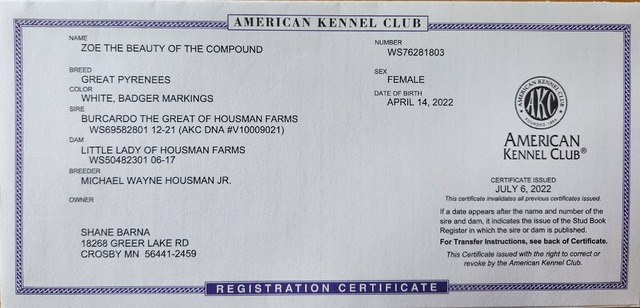 AMERICAN KENNEL CLUB
NAME
ZOE THE BEAUTY OF THE COMPOUND
NUMBER
WS76281803
BREED
GREAT PYRENEES
SEX
FEMALE
COLOR
WHITE, BADGER MARKINGS
DATE OF BIRTH
APRIL 14, 2022
SIRE
BURCARDO THE GREAT OF HOUSMAN FARMS
WS69582801 12-21 (AKC DNA #V10009021)
DAM
LITTLE LADY OF HOUSMAN FARMS
WS50482301 06-17
BREEDER
MICHAEL WAYNE HOUSMAN JR.
OWNER
SHANE BARNA
18268 GREER LAKE RD
CROSBY MN 56441-2459
AMERICAN KENNEL CLUB
AKC
FOUNDED 1884
AMERICAN
KENNEL CLUB®
CERTIFICATE ISSUED
JULY 6, 2022
This certificate invalidates all previous certificates issued.
If a date appears after the name and number of the
sire and dam, it indicates the issue of the Stud Book
Register in which the sire or dam is published.
For Transfer Instructions, see back of Certificate.
This Certificate issued with the right to correct or
revoke by the American Kennel Club.
REGISTRATION CERTIFICATE